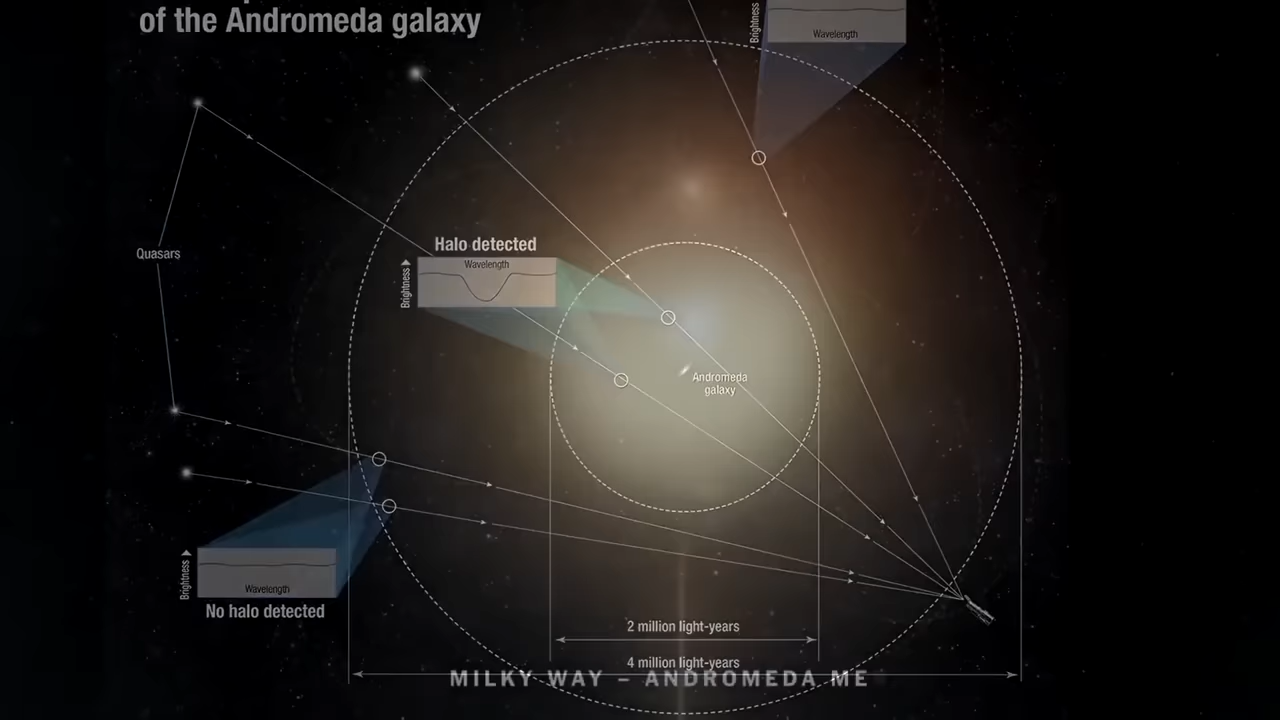 of the Andromeda galaxy
Brightness
Wavelength
Quasars
Halo detected
Brightness
Wavelength
Andromeda
galaxy
Brightness
Wavelength
No halo detected
2 million light-years
4 million light-years
MILKY WAY – ANDROMEDA ME